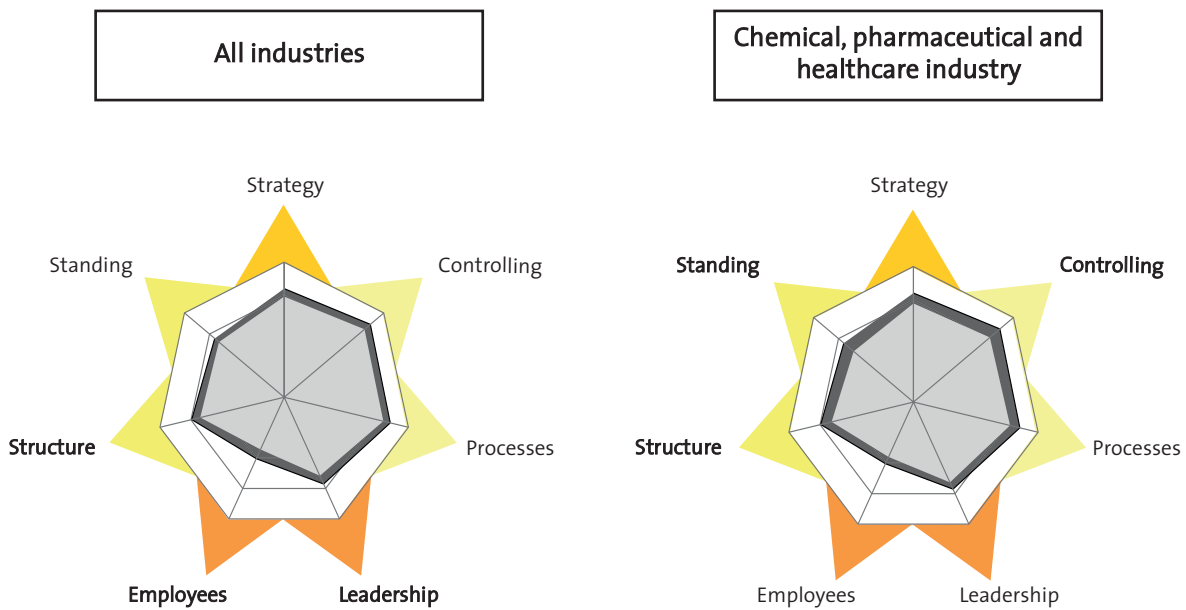 All industries
Chemical, pharmaceutical and
healthcare industry
Strategy
Standing
Controlling
Structure
Processes
Employees
Leadership
Strategy
Standing
Controlling
Structure
Processes
Employees
Leadership